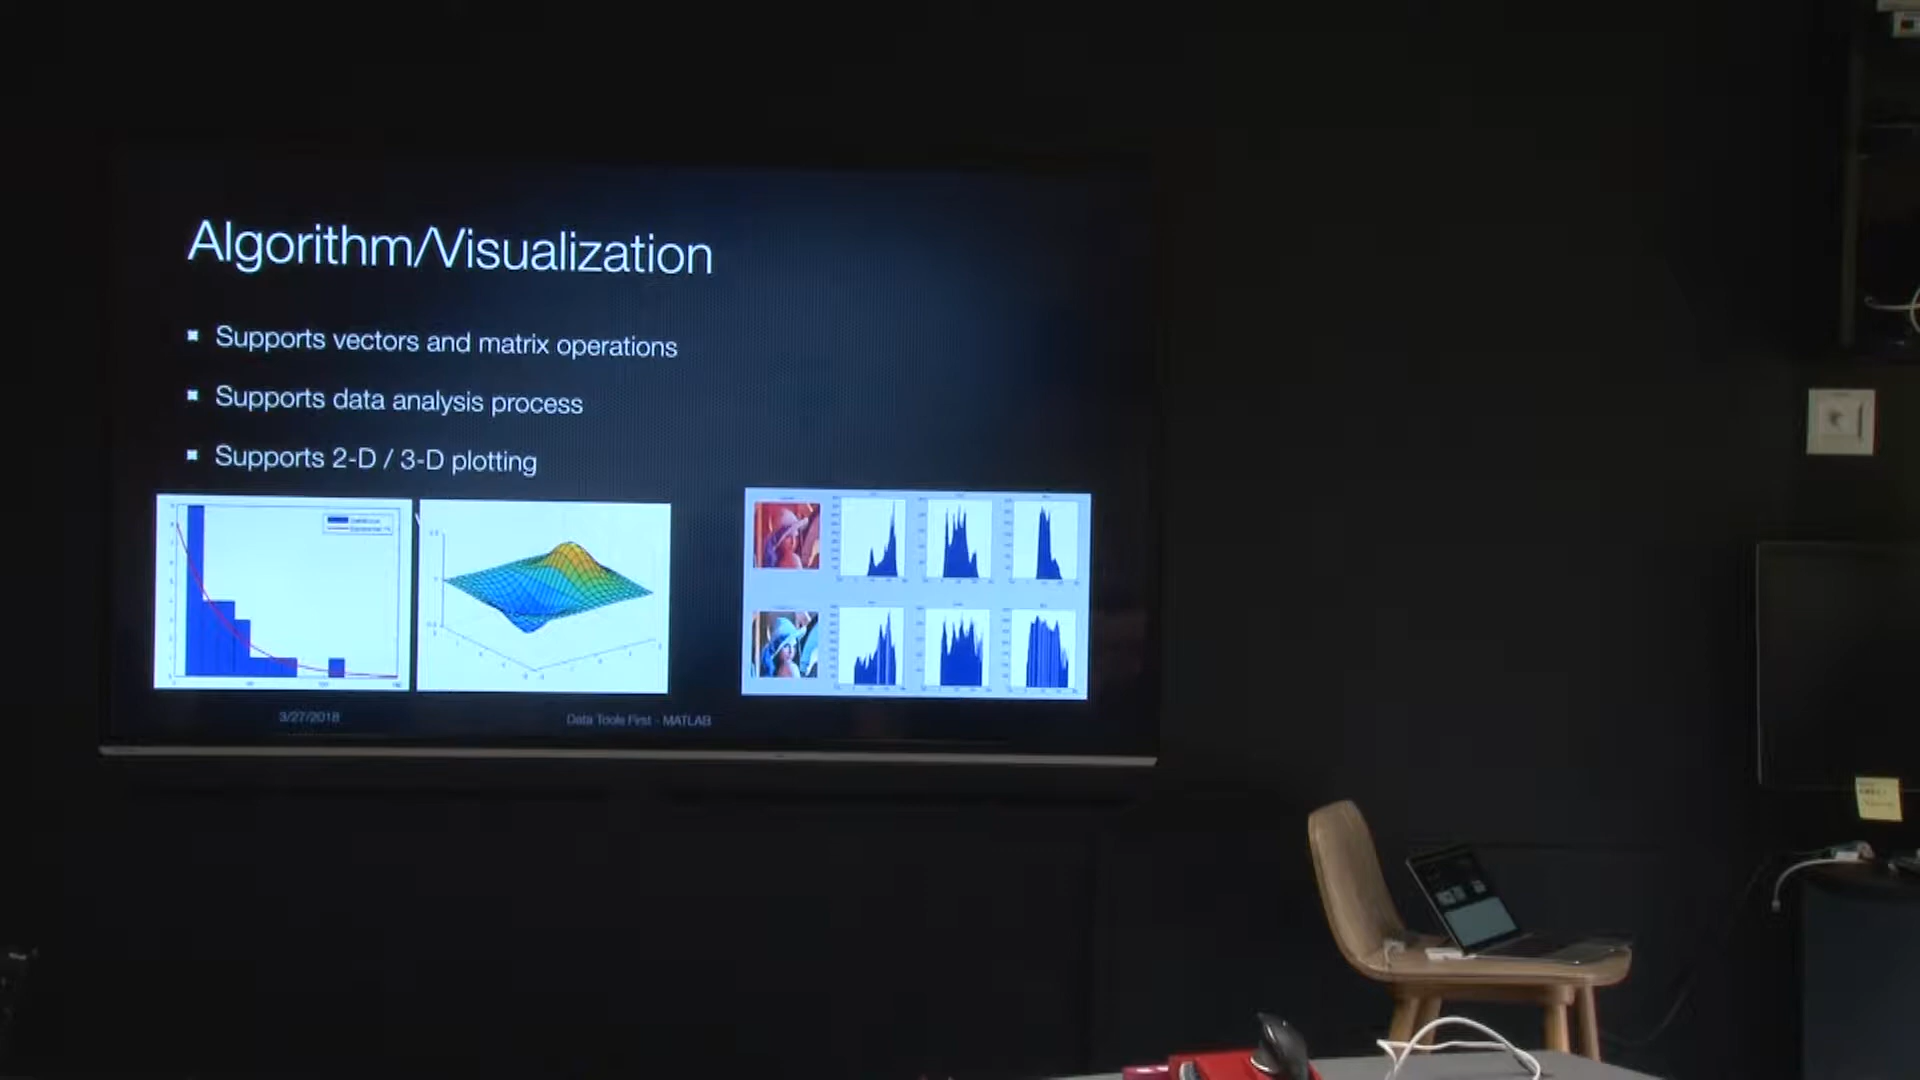 Algorithm/Visualization
Supports vectors and matrix operations
Supports data analysis process
Supports 2-D / 3-D plotting
3/27/2018
Data Tools First - MATLAB